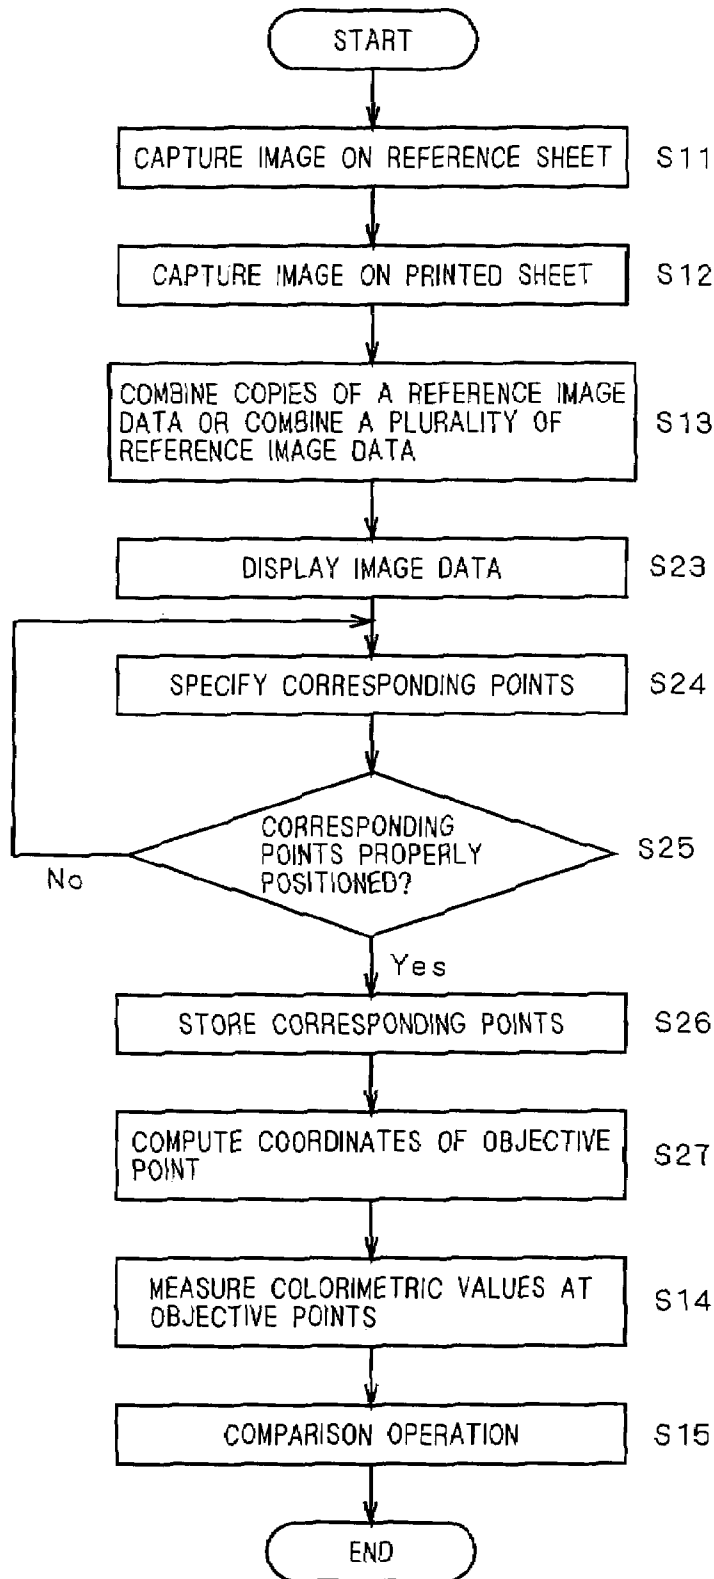 START
CAPTURE IMAGE ON REFERENCE SHEET S11
CAPTURE IMAGE ON PRINTED SHEET S12
COMBINE COPIES OF A REFERENCE IMAGE
DATA OR COMBINE A PLURALITY OF S13
REFERENCE IMAGE DATA
DISPLAY IMAGE DATA S23
SPECIFY CORRESPONDING POINTS S24
CORRESPONDING
POINTS PROPERLY S25
POSITIONED?
No
Yes
STORE CORRESPONDING POINTS S26
COMPUTE COORDINATES OF OBJECTIVE S27
POINT
MEASURE COLORIMETRIC VALUES AT S14
OBJECTIVE POINTS
COMPARISON OPERATION S15
END